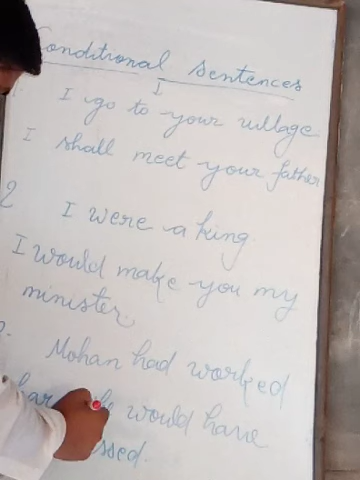 Conditional Sentences
I go to your village
I shall meet your father
2 I were a king.
I would make you my
minister.
Mohan had worked
would have
ssed.